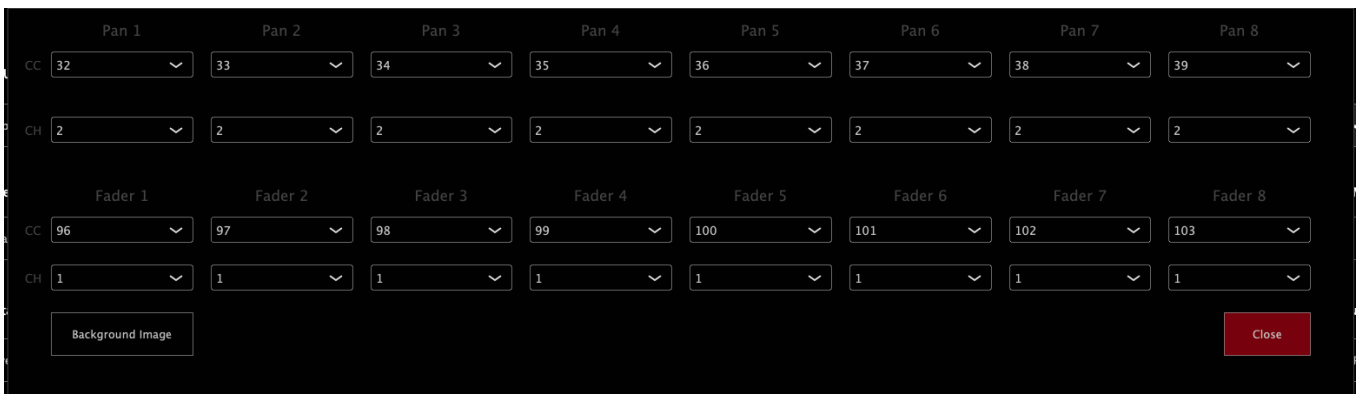 Pan 1 Pan 2 Pan 3 Pan 4 Pan 5 Pan 6 Pan 7 Pan 8
CC 32 33 34 35 36 37 38 39
CH 2 2 2 2 2 2 2 2
Fader 1 Fader 2 Fader 3 Fader 4 Fader 5 Fader 6 Fader 7 Fader 8
CC 96 97 98 99 100 101 102 103
CH 1 1 1 1 1 1 1 1
Background Image Close